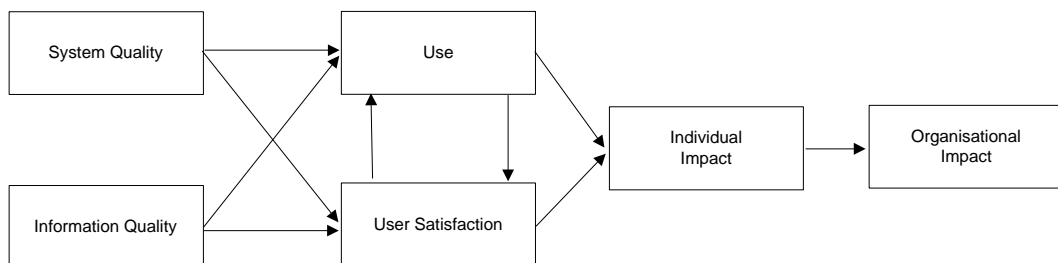 System Quality
Use
Individual
Impact
Organisational
Impact
Information Quality
User Satisfaction